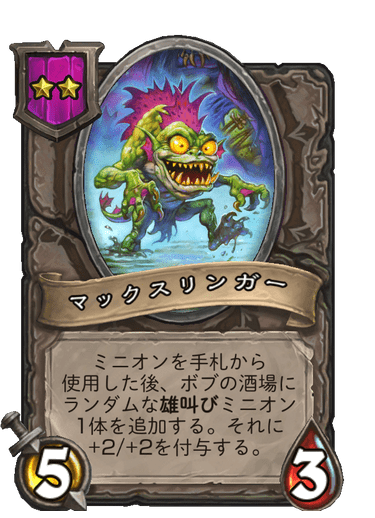 マックスリンガー
ミニオンを手札から
使用した後、ボブの酒場に
ランダムな雄叫びミニオン
1体を追加する。それに
+2/+2を付与する。
5
3